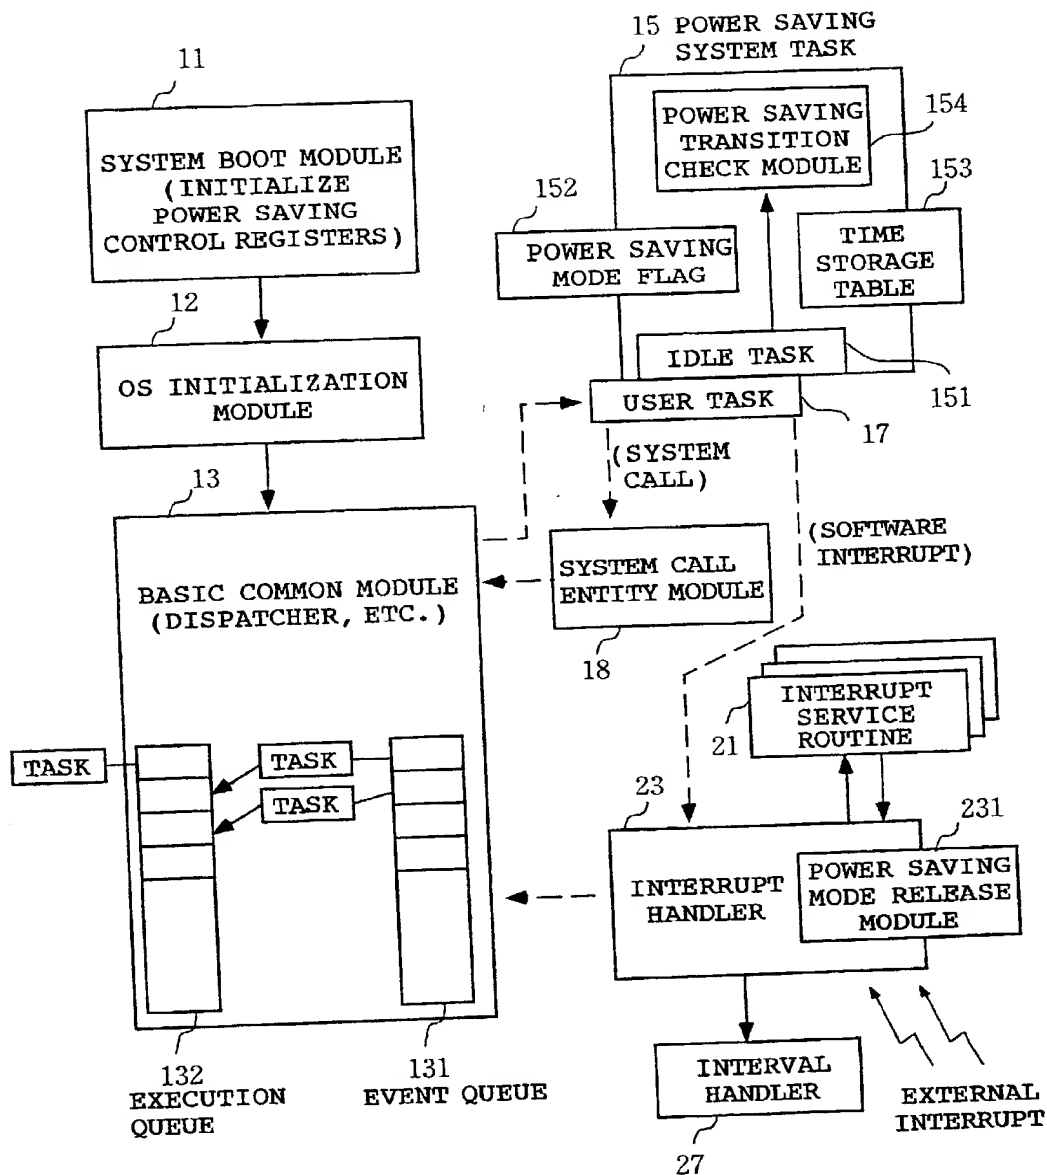 11
SYSTEM BOOT MODULE
(INITIALIZE
POWER SAVING
CONTROL REGISTERS)
12
OS INITIALIZATION
MODULE
13
BASIC COMMON MODULE
(DISPATCHER, ETC.)
TASK
TASK
TASK
132
EXECUTION
QUEUE
131
EVENT QUEUE
15 POWER SAVING
SYSTEM TASK
POWER SAVING
TRANSITION
CHECK MODULE
154
152
POWER SAVING
MODE FLAG
153
TIME
STORAGE
TABLE
IDLE TASK
151
USER TASK
17
(SYSTEM
CALL)
(SOFTWARE
INTERRUPT)
SYSTEM CALL
ENTITY MODULE
18
INTERRUPT
SERVICE
ROUTINE
21
23
231
INTERRUPT
HANDLER
POWER SAVING
MODE RELEASE
MODULE
INTERVAL
HANDLER
27
EXTERNAL
INTERRUPT